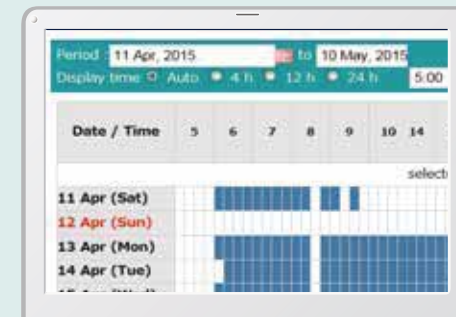 Period : 11 Apr, 2015 to 10 May, 2015
Display time Auto 4 h 12 h 24 h 5:00
Date / Time 5 6 7 8 9 10 14
select
11 Apr (Sat)
12 Apr (Sun)
13 Apr (Mon)
14 Apr (Tue)